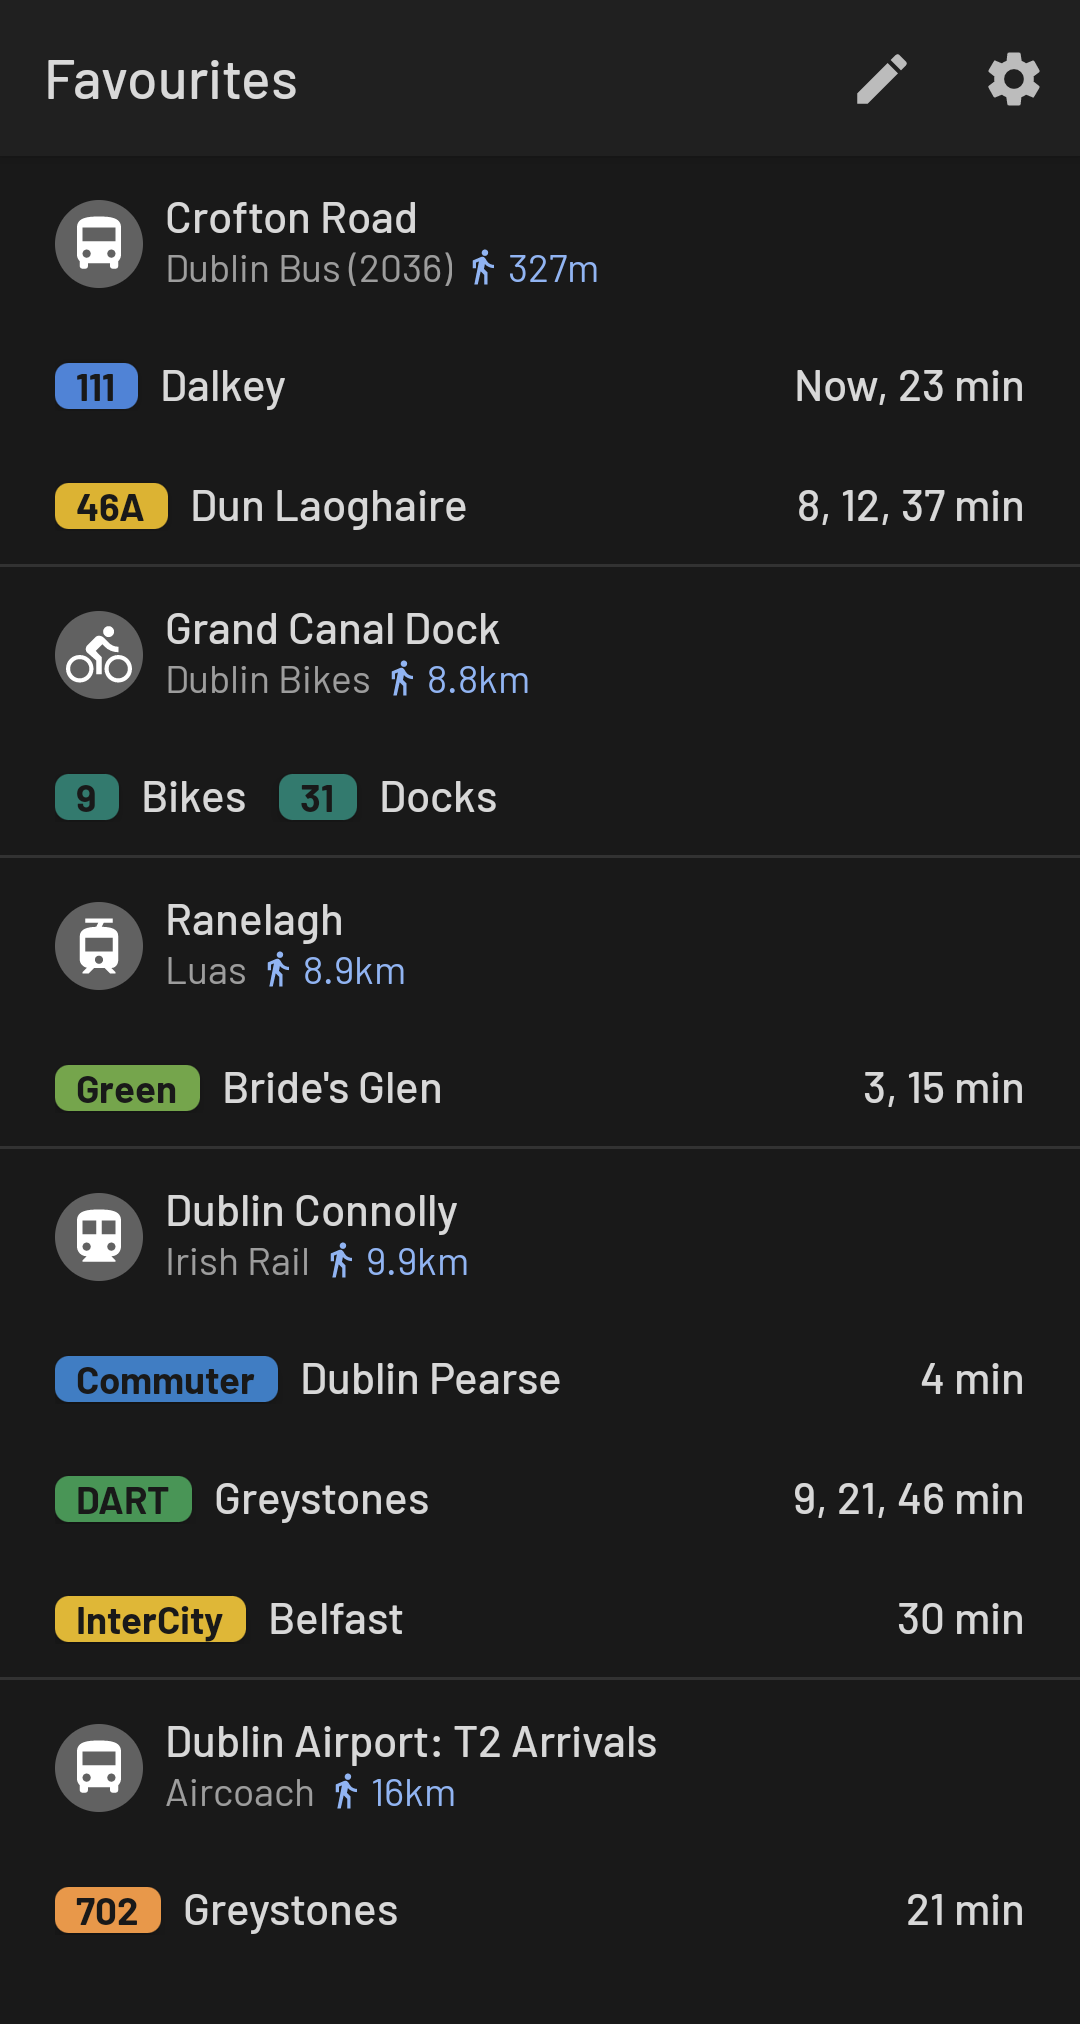 Favourites
Crofton Road
Dublin Bus (2036) 327m
111 Dalkey Now, 23 min
46A Dun Laoghaire 8, 12, 37 min
Grand Canal Dock
Dublin Bikes 8.8km
9 Bikes 31 Docks
Ranelagh
Luas 8.9km
Green Bride's Glen 3, 15 min
Dublin Connolly
Irish Rail 9.9km
Commuter Dublin Pearse 4 min
DART Greystones 9, 21, 46 min
InterCity Belfast 30 min
Dublin Airport: T2 Arrivals
Aircoach 16km
702 Greystones 21 min